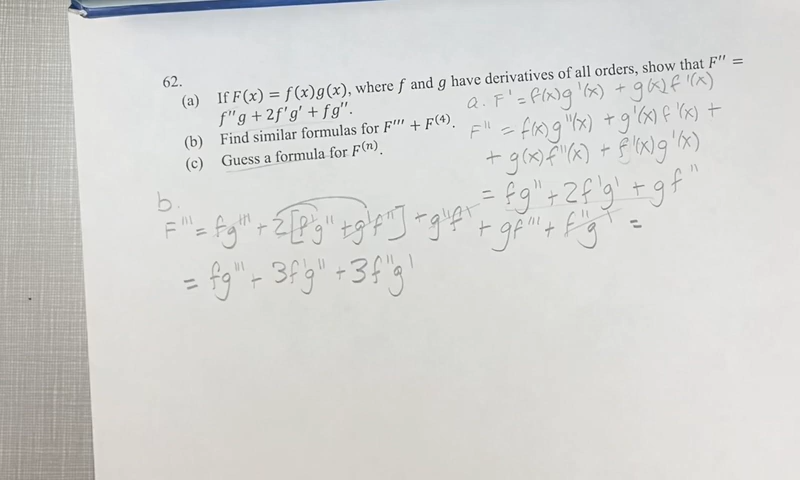 62.
(a) If F(x) = f(x)g(x), where f and g have derivatives of all orders, show that F″ =
f″g + 2f′g′ + fg″.
(b) Find similar formulas for F‴ + F⁽⁴⁾.
(c) Guess a formula for F⁽ⁿ⁾.
a. F' = f(x)g'(x) + g(x)f'(x)
F'' = f(x)g''(x) + g'(x)f'(x) +
+ g(x)f''(x) + f'(x)g'(x)
= fg'' + 2f'g' + gf''
b.
F''' = fg''' + 2[f'g'' + g'f''] + g''f' + gf''' + f''g' =
= fg''' + 3f'g'' + 3f''g'